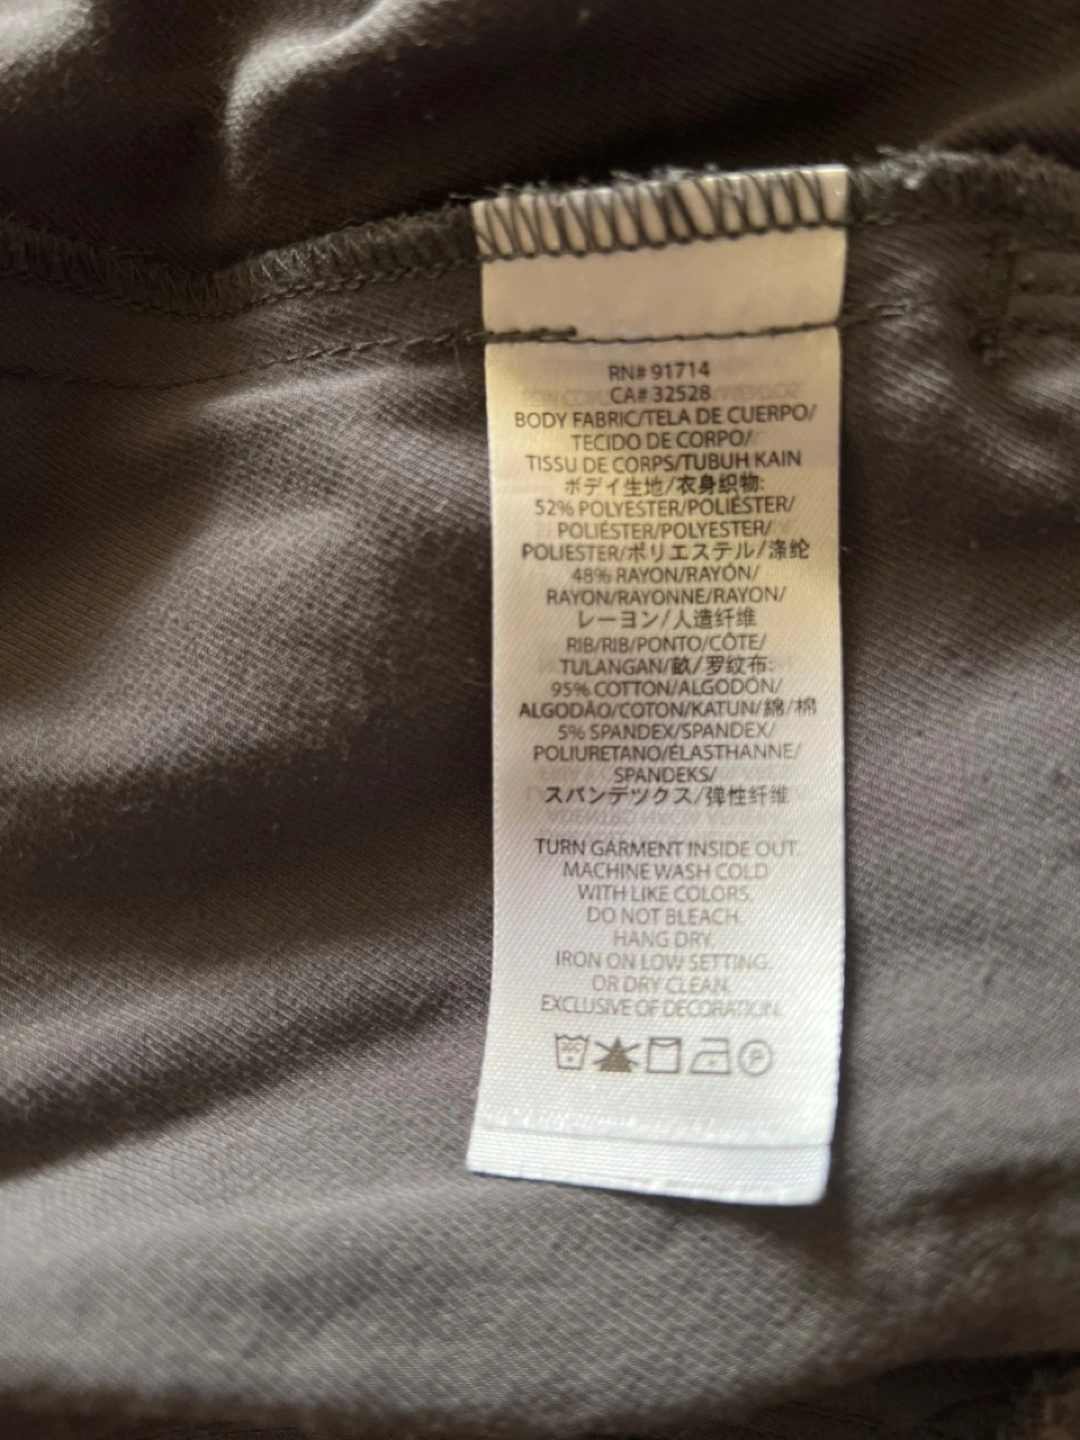 RN# 91714
CA# 32528
BODY FABRIC/TELA DE CUERPO/
TECIDO DE CORPO/
TISSU DE CORPS/TUBUH KAIN
ボディ生地/衣身织物:
52% POLYESTER/POLIÉSTER/
POLIÉSTER/POLYESTER/
POLIESTER/ポリエステル/涤纶
48% RAYON/RAYÓN/
RAYON/RAYONNE/RAYON/
レーヨン/人造纤维
RIB/RIB/PONTO/CÔTE/
TULANGAN/畝/罗纹布:
95% COTTON/ALGODÓN/
ALGODÃO/COTON/KATUN/綿/棉
5% SPANDEX/SPANDEX/
POLIURETANO/ÉLASTHANNE/
SPANDEKS/
スパンデックス/弹性纤维
TURN GARMENT INSIDE OUT.
MACHINE WASH COLD
WITH LIKE COLORS.
DO NOT BLEACH.
HANG DRY.
IRON ON LOW SETTING.
OR DRY CLEAN.
EXCLUSIVE OF DECORATION.
P